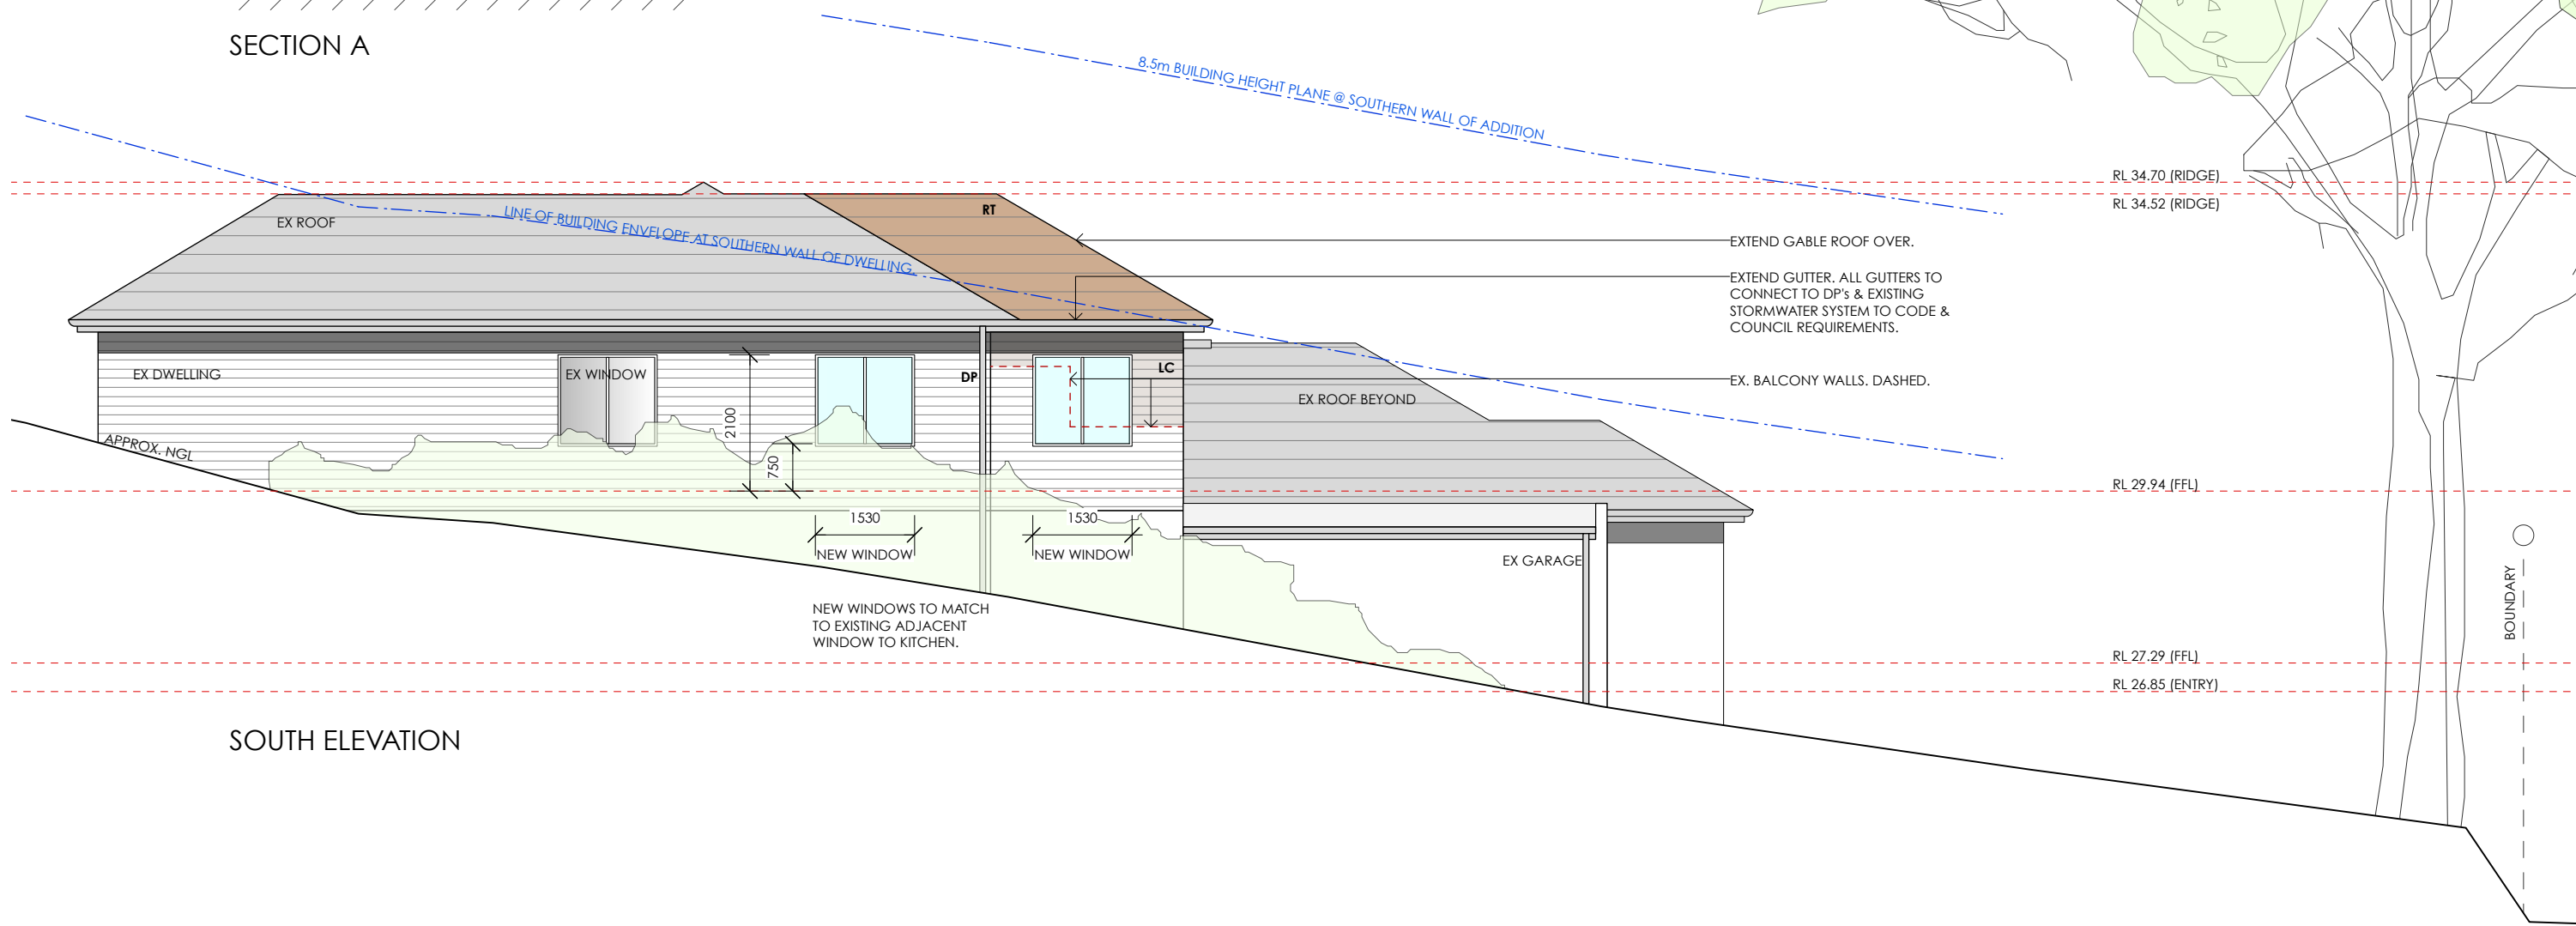 SECTION A
8.5m BUILDING HEIGHT PLANE @ SOUTHERN WALL OF ADDITION
RL 34.70 (RIDGE)
RL 34.52 (RIDGE)
RT
EX ROOF
LINE OF BUILDING ENVELOPE AT SOUTHERN WALL OF DWELLING
EXTEND GABLE ROOF OVER.
EXTEND GUTTER. ALL GUTTERS TO
CONNECT TO DP's & EXISTING
STORMWATER SYSTEM TO CODE &
COUNCIL REQUIREMENTS.
EX DWELLING
EX WINDOW
DP
LC
EX. BALCONY WALLS. DASHED.
EX ROOF BEYOND
2100
APPROX. NGL
750
RL 29.94 (FFL)
1530
1530
NEW WINDOW
NEW WINDOW
EX GARAGE
BOUNDARY
NEW WINDOWS TO MATCH
TO EXISTING ADJACENT
WINDOW TO KITCHEN.
RL 27.29 (FFL)
RL 26.85 (ENTRY)
SOUTH ELEVATION